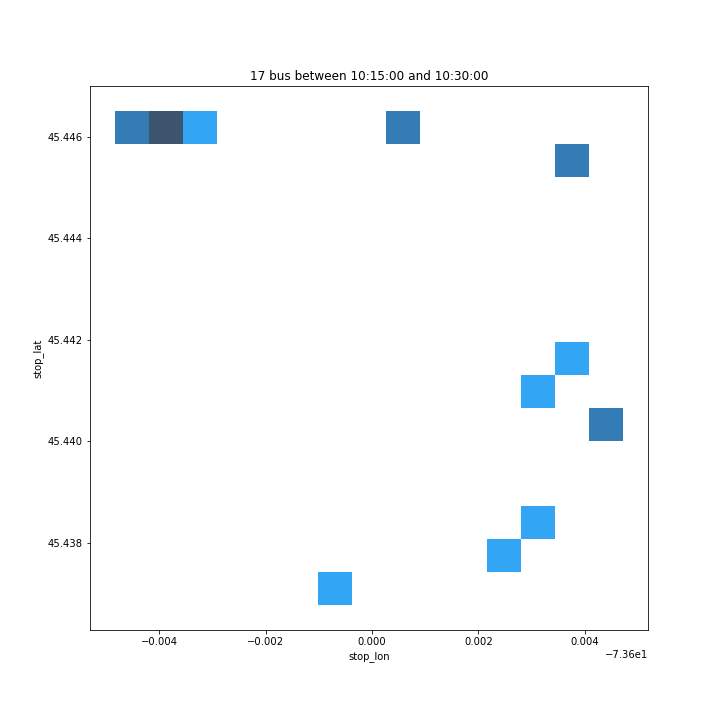 17 bus between 10:15:00 and 10:30:00
45.446
45.444
45.442
45.440
45.438
stop_lat
−0.004 −0.002 0.000 0.002 0.004
−7.36e1
stop_lon